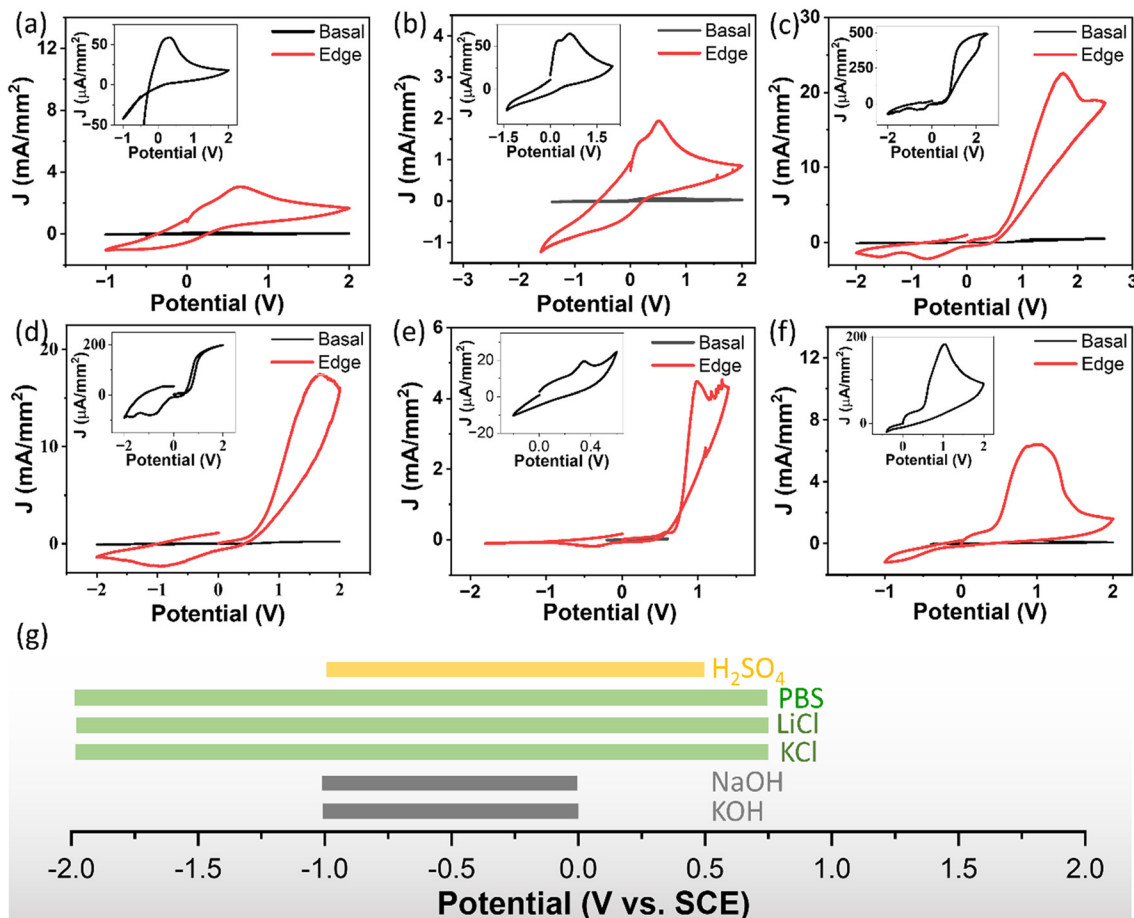 (a)
J (mA/mm²)
12
8
4
0
−2
−1
0
1
2
Potential (V)
Basal
Edge
J (μA/mm²)
50
0
−50
−1
0
1
2
Potential (V)
(b)
J (mA/mm²)
4
3
2
1
0
−1
−3
−2
−1
0
1
2
Potential (V)
Basal
Edge
J (μA/mm²)
50
0
−1.5
0.0
1.5
Potential (V)
(c)
J (mA/mm²)
30
20
10
0
−2
−1
0
1
2
3
Potential (V)
Basal
Edge
J (μA/mm²)
500
250
0
−2
0
2
Potential (V)
(d)
J (mA/mm²)
20
10
0
−2
−1
0
1
2
Potential (V)
Basal
Edge
J (μA/mm²)
200
100
0
−2
0
2
Potential (V)
(e)
J (mA/mm²)
6
4
2
0
−2
−1
0
1
Potential (V)
Basal
Edge
J (μA/mm²)
20
0
−20
0.0
0.4
Potential (V)
(f)
J (mA/mm²)
12
9
6
3
0
−1
0
1
2
Potential (V)
Basal
Edge
J (μA/mm²)
200
0
0
1
2
Potential (V)
(g)
H₂SO₄
PBS
LiCl
KCl
NaOH
KOH
-2.0
-1.5
-1.0
-0.5
0.0
0.5
1.0
1.5
2.0
Potential (V vs. SCE)